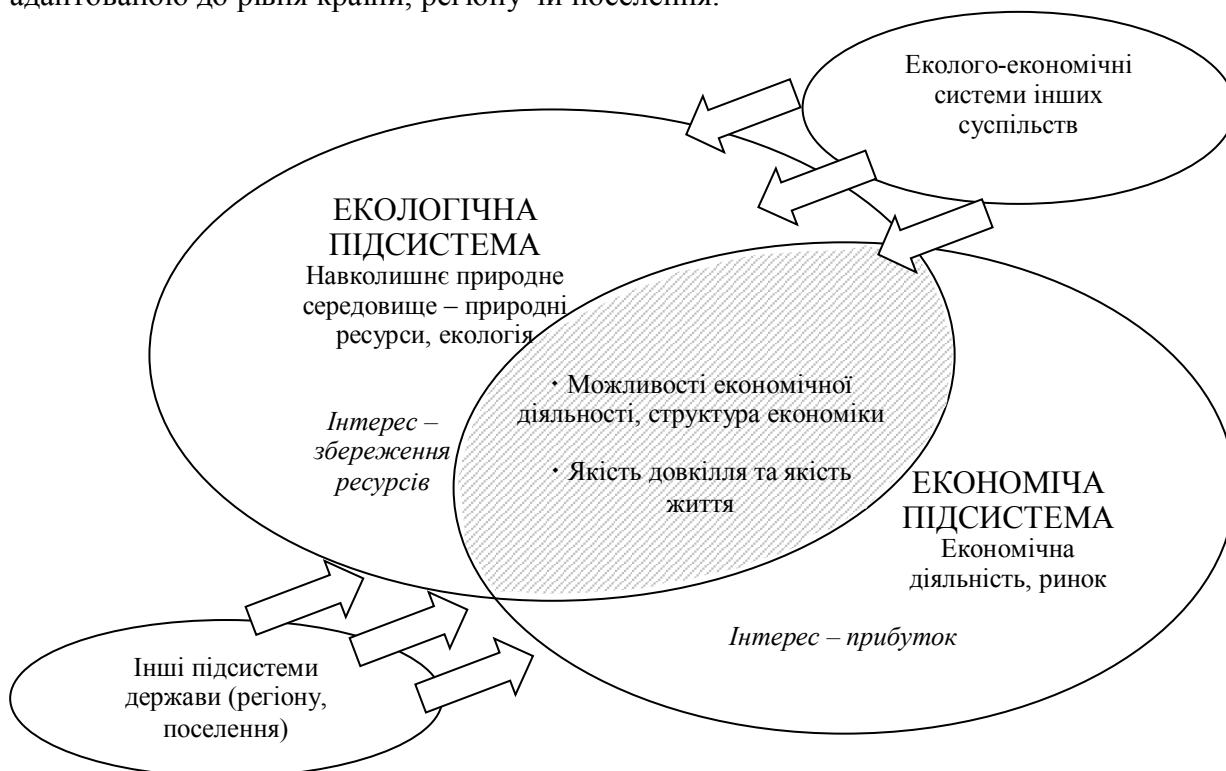 адаптованою до рівня країни, регіону чи поселення.
Еколого-економічні
системи інших
суспільств
ЕКОЛОГІЧНА
ПІДСИСТЕМА
Навколишнє природне
середовище – природні
ресурси, екологія
· Можливості економічної
діяльності, структура економіки
Інтерес –
збереження
ресурсів
· Якість довкілля та якість
життя
ЕКОНОМІЧА
ПІДСИСТЕМА
Економічна
діяльність, ринок
Інтерес – прибуток
Інші підсистеми
держави (регіону,
поселення)